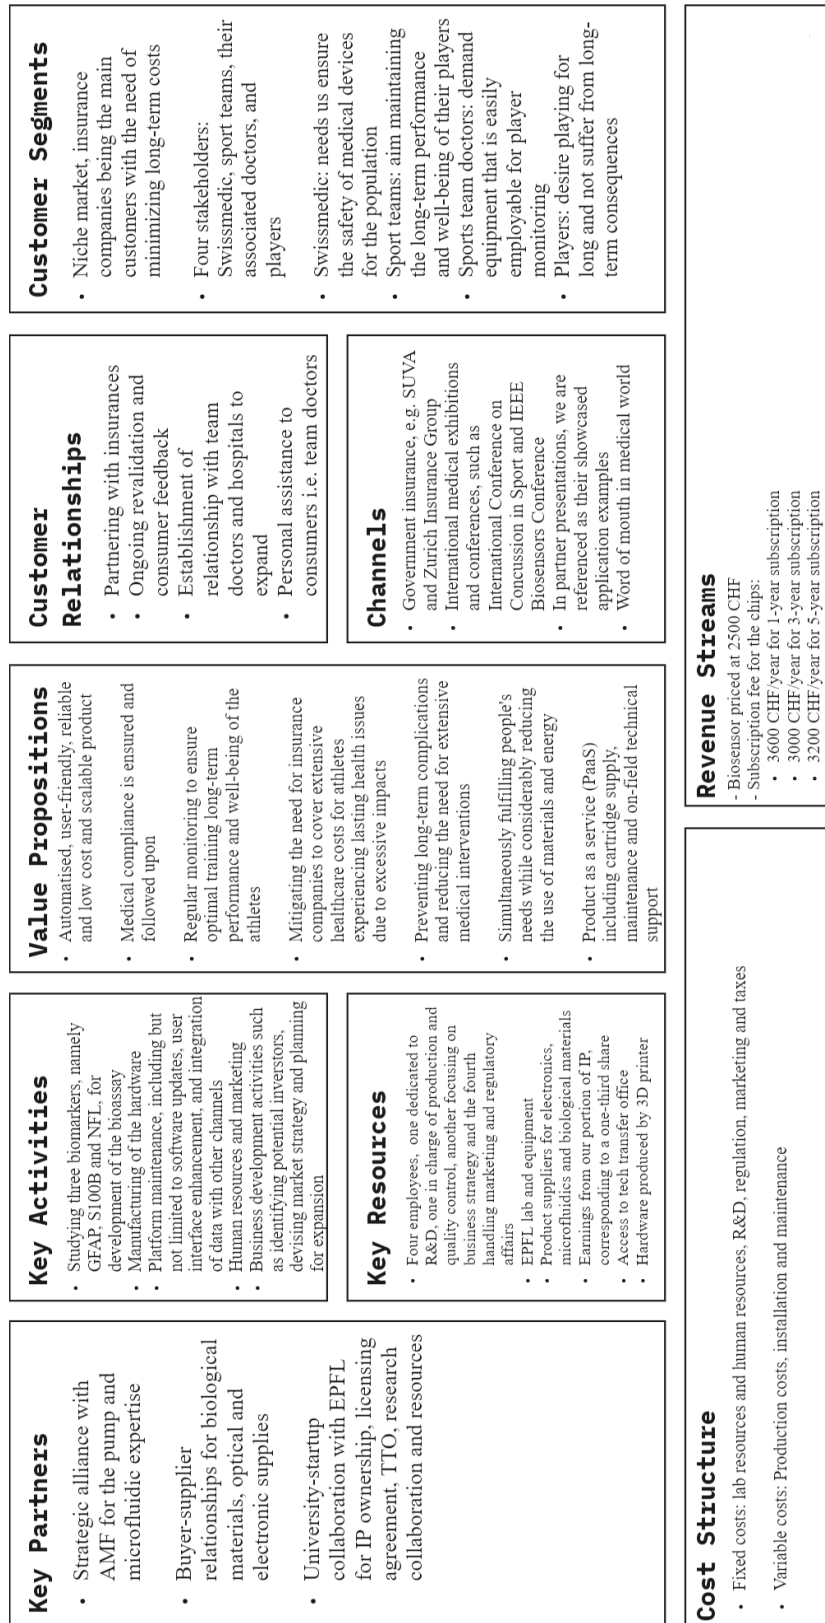 Key Partners
• Strategic alliance with
AMF for the pump and
microfluidic expertise
• Buyer-supplier
relationships for biological
materials, optical and
electronic supplies
• University-startup
collaboration with EPFL
for IP ownership, licensing
agreement, TTO, research
collaboration and resources
Key Activities
• Studying three biomarkers, namely
GFAP, S100B and NFL, for
development of the bioassay
• Manufacturing of the hardware
• Platform maintenance, including but
not limited to software updates, user
interface enhancement, and integration
of data with other channels
• Human resources and marketing
• Business development activities such
as identifying potential inverstors,
devising market strategy and planning
for expansion
Key Resources
• Four employees, one dedicated to
R&D, one in charge of production and
quality control, another focusing on
business strategy and the fourth
handling marketing and regulatory
affairs
• EPFL lab and equipment
• Product suppliers for electronics,
microfluidics and biological materials
• Earnings from our portion of IP,
corresponding to a one-third share
• Access to tech transfer office
• Hardware produced by 3D printer
Value Propositions
• Automatised, user-friendly, reliable
and low cost and scalable product
• Medical compliance is ensured and
followed upon
• Regular monitoring to ensure
optimal training long-term
performance and well-being of the
athletes
• Mitigating the need for insurance
companies to cover extensive
healthcare costs for athletes
experiencing lasting health issues
due to excessive impacts
• Preventing long-term complications
and reducing the need for extensive
medical interventions
• Simultaneously fulfilling people's
needs while considerably reducing
the use of materials and energy
• Product as a service (PaaS)
including cartridge supply,
maintenance and on-field technical
support
Customer
Relationships
• Partnering with insurances
• Ongoing revalidation and
consumer feedback
• Establishment of
relationship with team
doctors and hospitals to
expand
• Personal assistance to
consumers i.e. team doctors
Channels
• Government insurance, e.g. SUVA
and Zurich Insurance Group
• International medical exhibitions
and conferences, such as
International Conference on
Concussion in Sport and IEEE
Biosensors Conference
• In partner presentations, we are
referenced as their showcased
application examples
• Word of mouth in medical world
Customer Segments
• Niche market, insurance
companies being the main
customers with the need of
minimizing long-term costs
• Four stakeholders:
Swissmedic, sport teams, their
associated doctors, and
players
• Swissmedic: needs us ensure
the safety of medical devices
for the population
• Sport teams: aim maintaining
the long-term performance
and well-being of their players
• Sports team doctors: demand
equipment that is easily
employable for player
monitoring
• Players: desire playing for
long and not suffer from long-
term consequences
Cost Structure
• Fixed costs: lab resources and human resources, R&D, regulation, marketing and taxes
• Variable costs: Production costs, installation and maintenance
Revenue Streams
- Biosensor priced at 2500 CHF
- Subscription fee for the chips:
• 3600 CHF/year for 1-year subscription
• 3000 CHF/year for 3-year subscription
• 3200 CHF/year for 5-year subscription